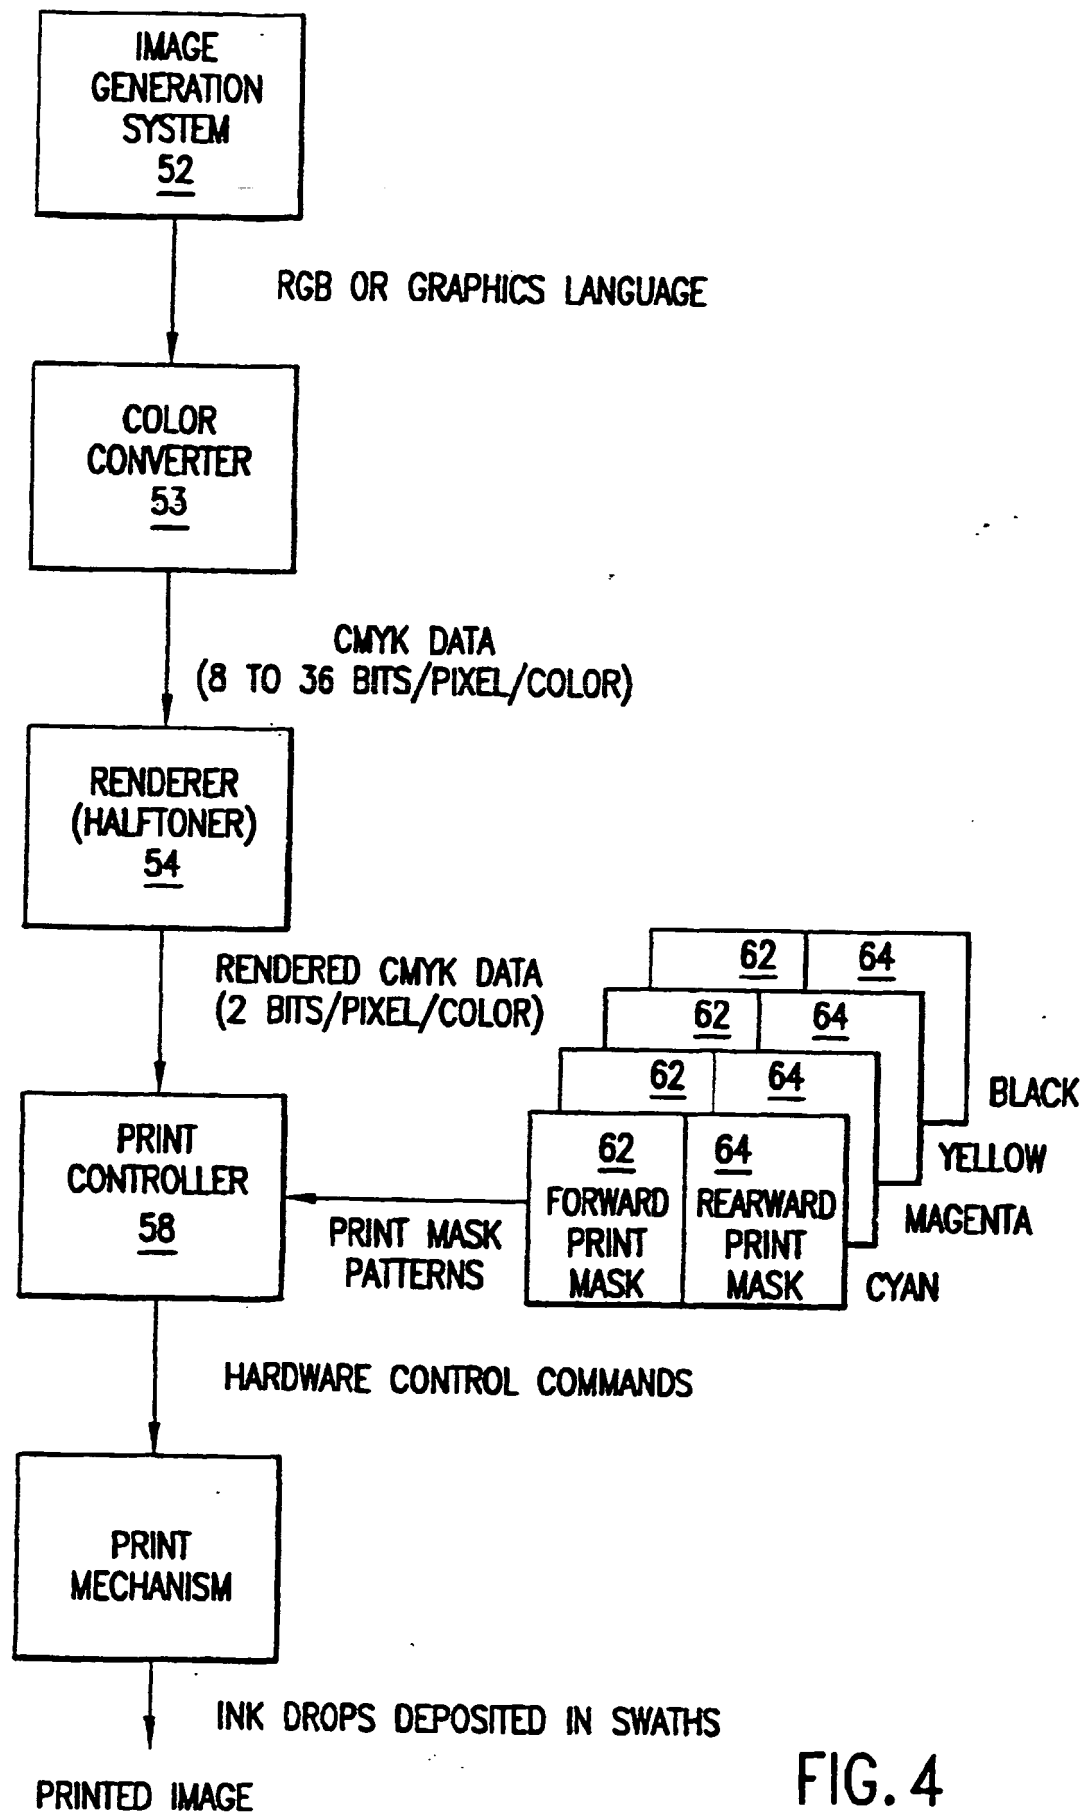 IMAGE
GENERATION
SYSTEM
52
RGB OR GRAPHICS LANGUAGE
COLOR
CONVERTER
53
CMYK DATA
(8 TO 36 BITS/PIXEL/COLOR)
RENDERER
(HALFTONER)
54
RENDERED CMYK DATA
(2 BITS/PIXEL/COLOR)
62 64
62 64
62 64
BLACK
YELLOW
MAGENTA
CYAN
62
FORWARD
PRINT
MASK
64
REARWARD
PRINT
MASK
PRINT
CONTROLLER
58
PRINT MASK
PATTERNS
HARDWARE CONTROL COMMANDS
PRINT
MECHANISM
INK DROPS DEPOSITED IN SWATHS
PRINTED IMAGE
FIG. 4